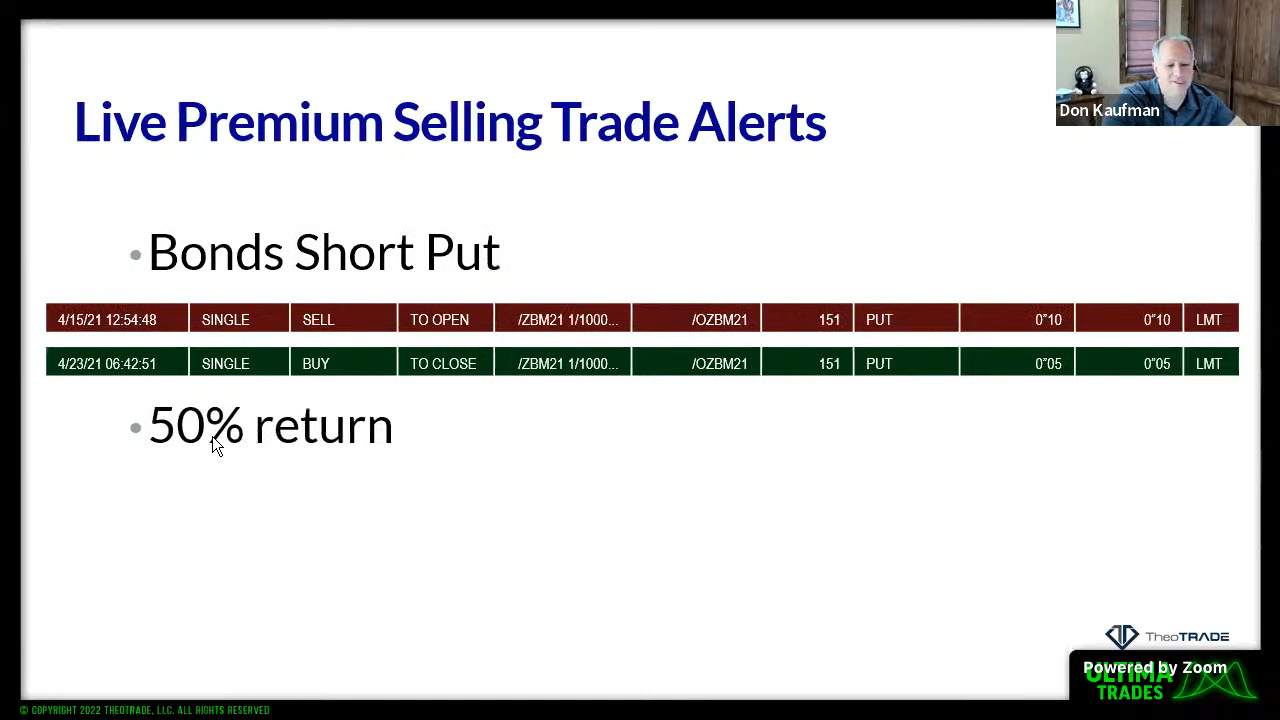 Live Premium Selling Trade Alerts
Don Kaufman
• Bonds Short Put
4/15/21 12:54:48 SINGLE SELL TO OPEN /ZBM21 1/1000... /OZBM21 151 PUT 0"10 0"10 LMT
4/23/21 06:42:51 SINGLE BUY TO CLOSE /ZBM21 1/1000... /OZBM21 151 PUT 0"05 0"05 LMT
• 50% return
TheoTRADE
Powered by Zoom
ULTIMA
TRADES
© COPYRIGHT 2022 THEOTRADE, LLC. ALL RIGHTS RESERVED